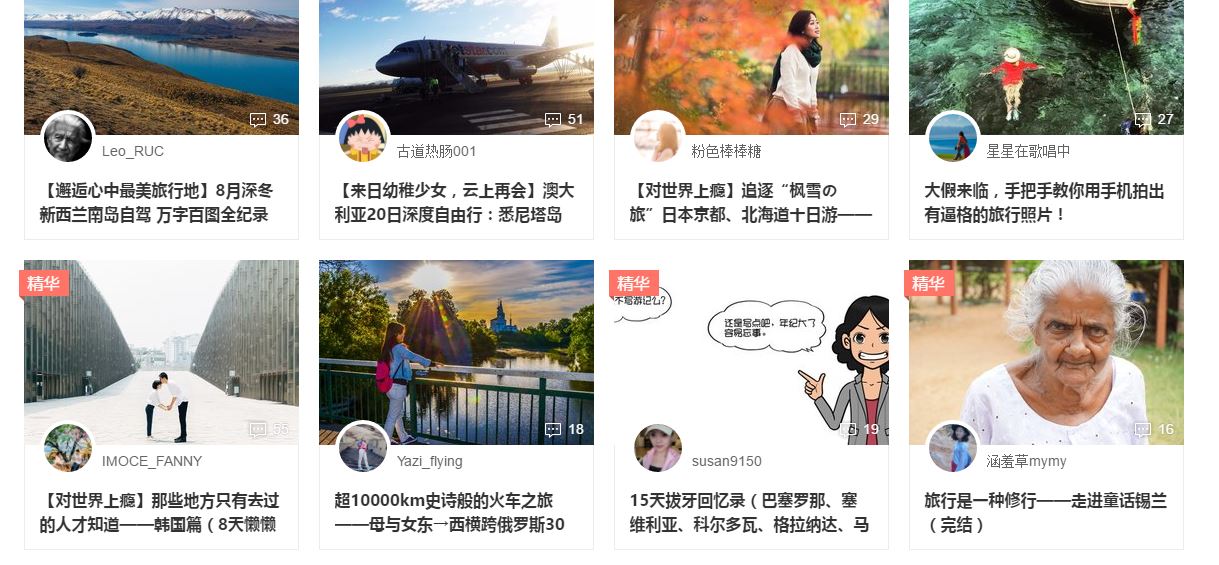 36
51
29
27
Leo_RUC
古道热肠001
粉色棒棒糖
星星在歌唱中
【邂逅心中最美旅行地】8月深冬
新西兰南岛自驾 万字百图全纪录
【来日幼稚少女，云上再会】澳大
利亚20日深度自由行：悉尼塔岛
【对世界上瘾】追逐“枫雪の
旅”日本京都、北海道十日游——
大假来临，手把手教你用手机拍出
有逼格的旅行照片！
精华
精华
不写游记么?
还是写点吧，年纪大了
容易忘事。
精华
55
18
19
16
IMOCE_FANNY
Yazi_flying
susan9150
涵羞草mymy
【对世界上瘾】那些地方只有去过
的人才知道——韩国篇（8天懒懒
超10000km史诗般的火车之旅
——母与女东→西横跨俄罗斯30
15天拔牙回忆录（巴塞罗那、塞
维利亚、科尔多瓦、格拉纳达、马
旅行是一种修行——走进童话锡兰
（完结）